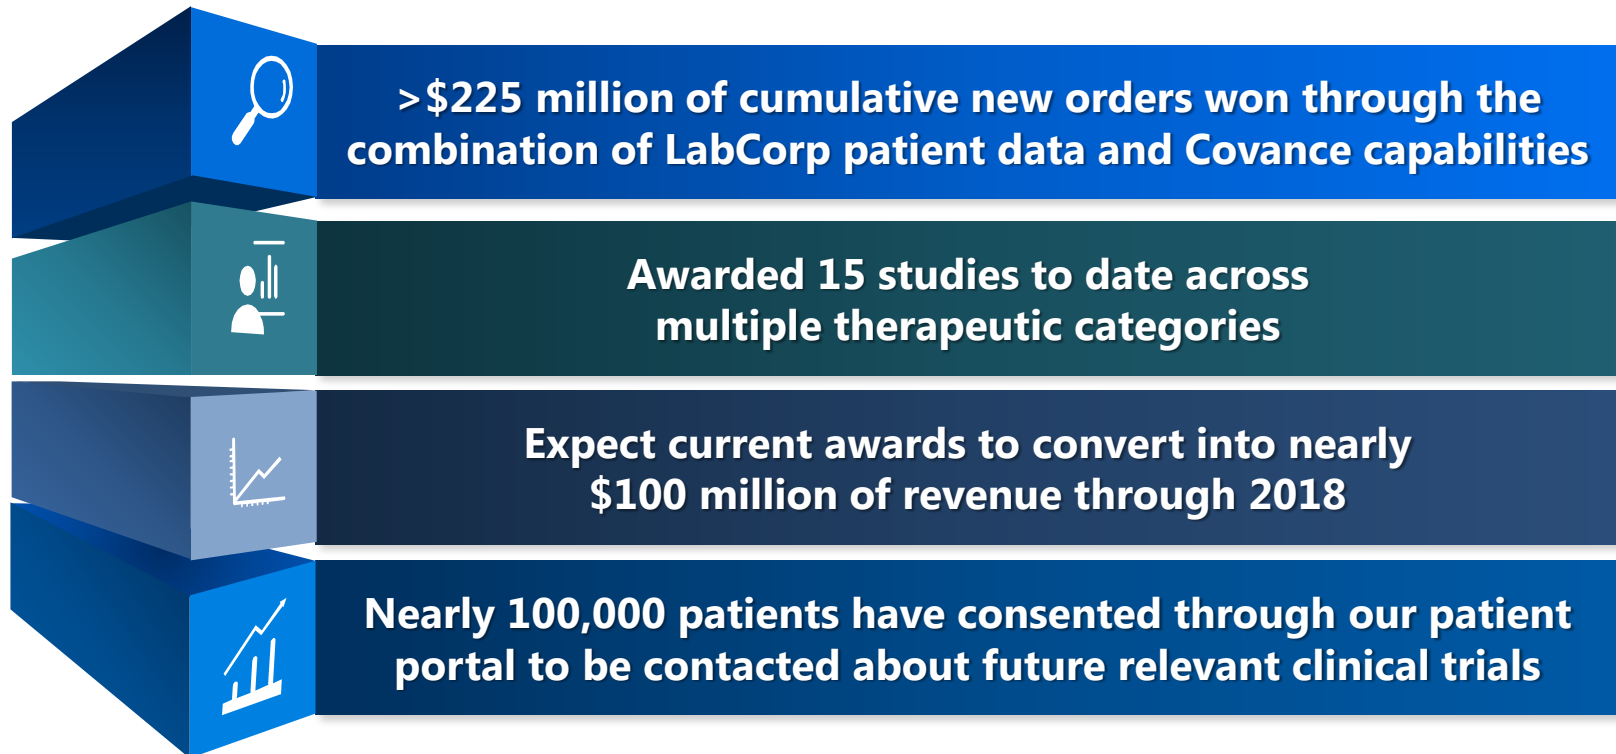 >$225 million of cumulative new orders won through the
combination of LabCorp patient data and Covance capabilities
Awarded 15 studies to date across
multiple therapeutic categories
Expect current awards to convert into nearly
$100 million of revenue through 2018
Nearly 100,000 patients have consented through our patient
portal to be contacted about future relevant clinical trials